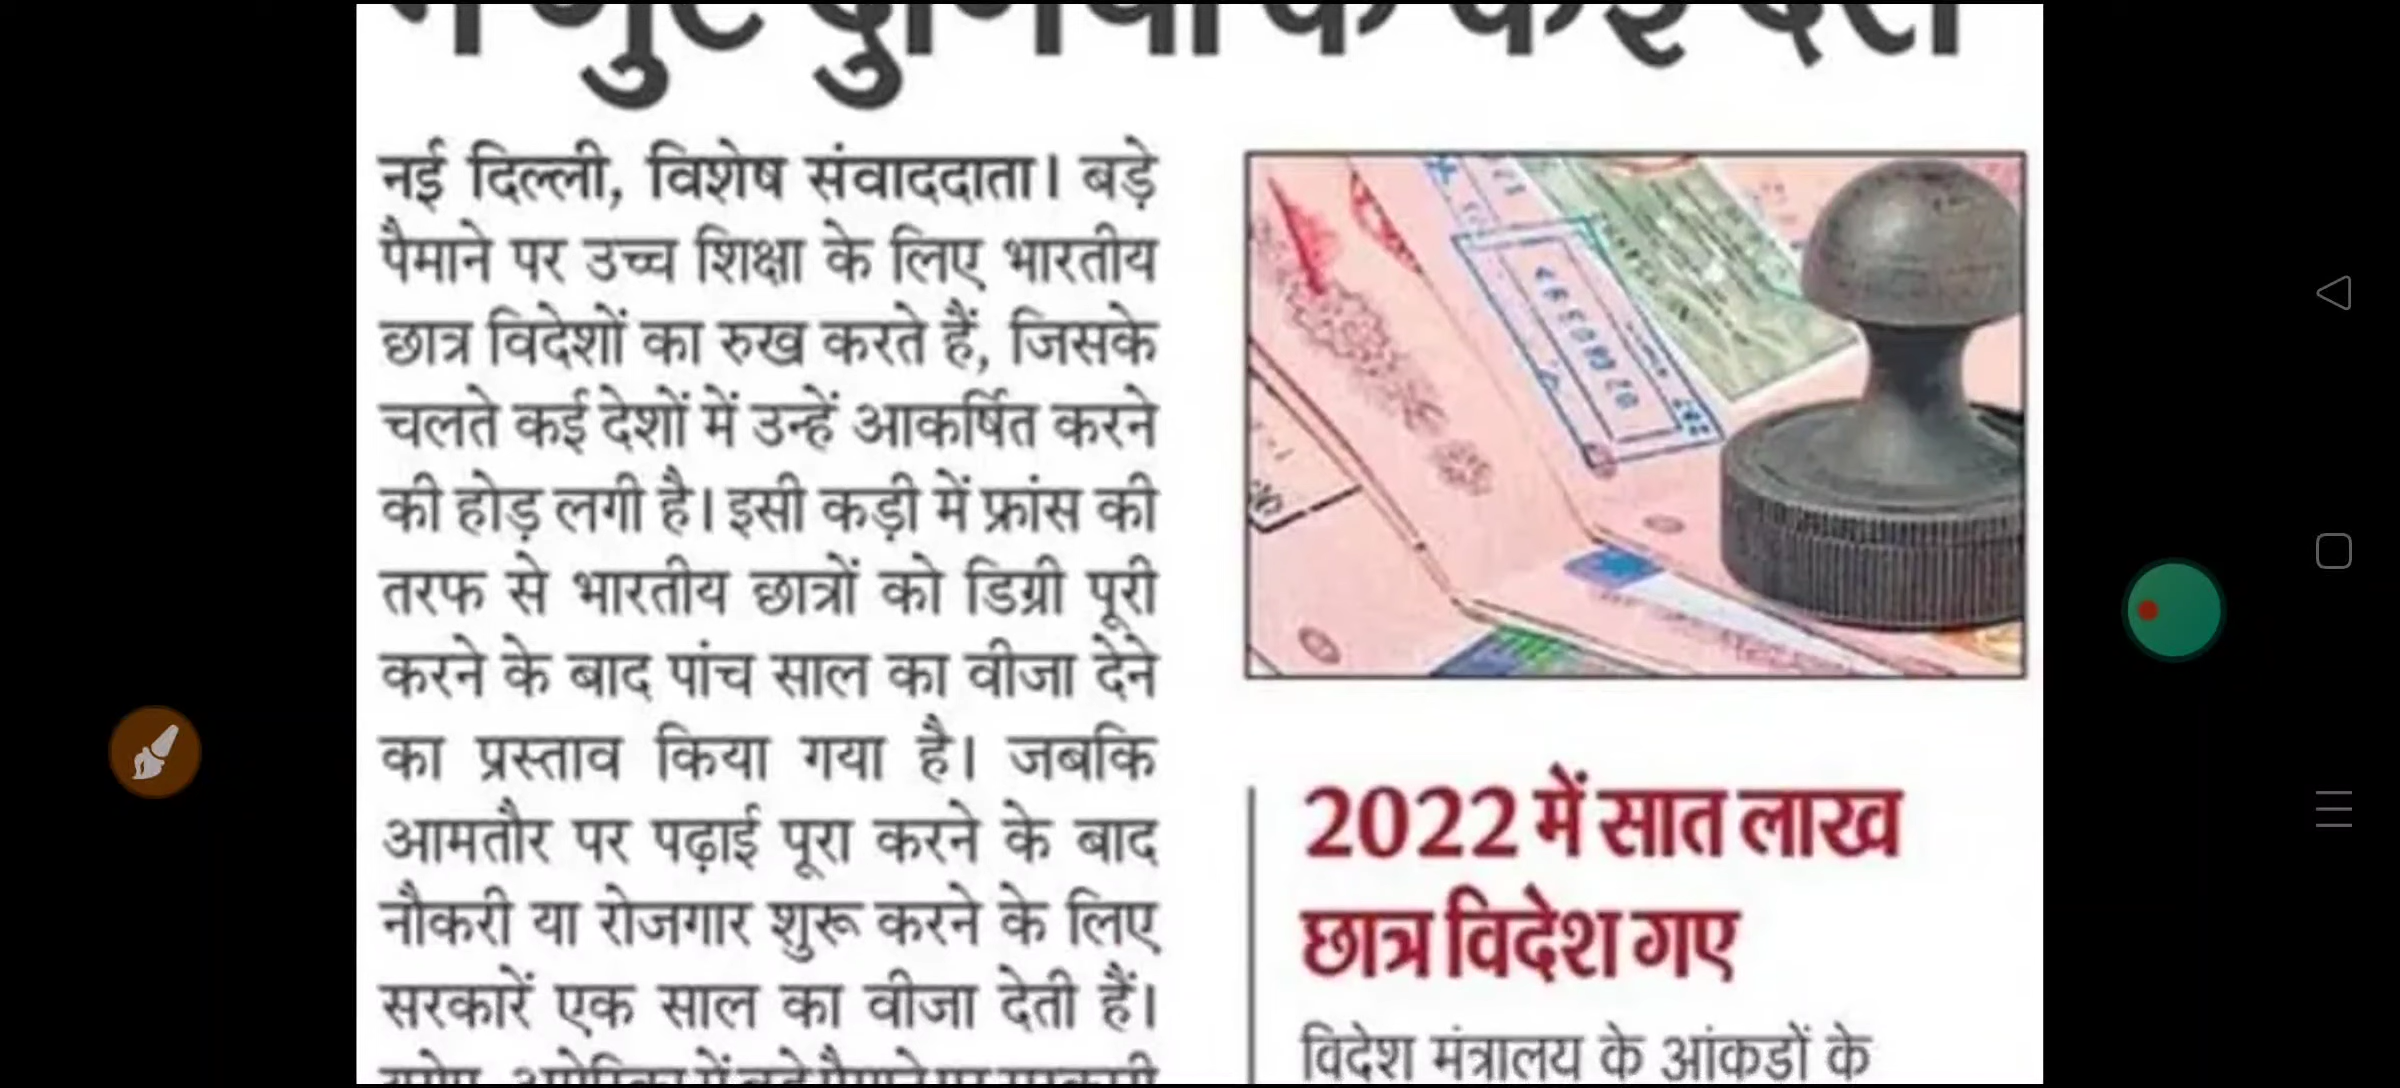 नई दिल्ली, विशेष संवाददाता। बड़े
पैमाने पर उच्च शिक्षा के लिए भारतीय
छात्र विदेशों का रुख करते हैं, जिसके
चलते कई देशों में उन्हें आकर्षित करने
की होड़ लगी है। इसी कड़ी में फ्रांस की
तरफ से भारतीय छात्रों को डिग्री पूरी
करने के बाद पांच साल का वीजा देने
का प्रस्ताव किया गया है। जबकि
आमतौर पर पढ़ाई पूरा करने के बाद
नौकरी या रोजगार शुरू करने के लिए
सरकारें एक साल का वीजा देती हैं।
2022 में सात लाख
छात्र विदेश गए
विदेश मंत्रालय के आंकडों के